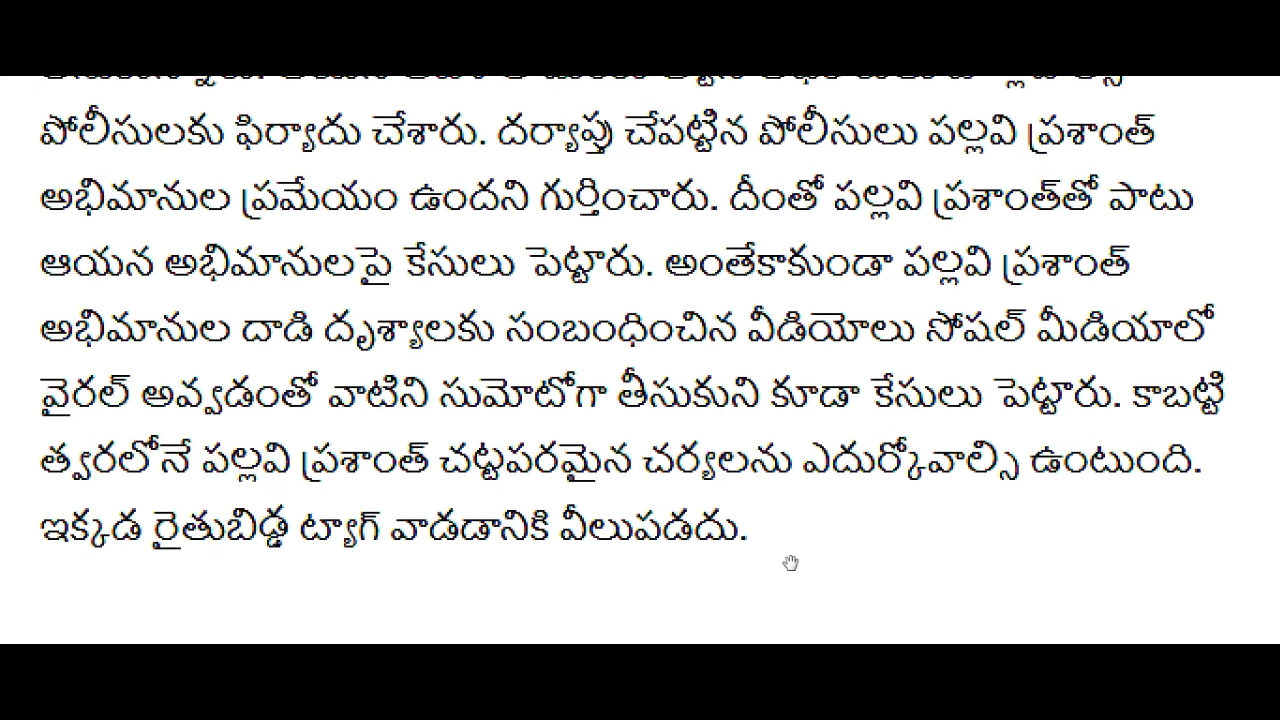 పోలీసులకు ఫిర్యాదు చేశారు. దర్యాప్తు చేపట్టిన పోలీసులు పల్లవి ప్రశాంత్
అభిమానుల ప్రమేయం ఉందని గుర్తించారు. దీంతో పల్లవి ప్రశాంత్‌తో పాటు
ఆయన అభిమానులపై కేసులు పెట్టారు. అంతేకాకుండా పల్లవి ప్రశాంత్
అభిమానుల దాడి దృశ్యాలకు సంబంధించిన వీడియోలు సోషల్ మీడియాలో
వైరల్ అవ్వడంతో వాటిని సుమోటోగా తీసుకుని కూడా కేసులు పెట్టారు. కాబట్టి
త్వరలోనే పల్లవి ప్రశాంత్ చట్టపరమైన చర్యలను ఎదుర్కోవాల్సి ఉంటుంది.
ఇక్కడ రైతుబిడ్డ ట్యాగ్ వాడడానికి వీలుపడదు.